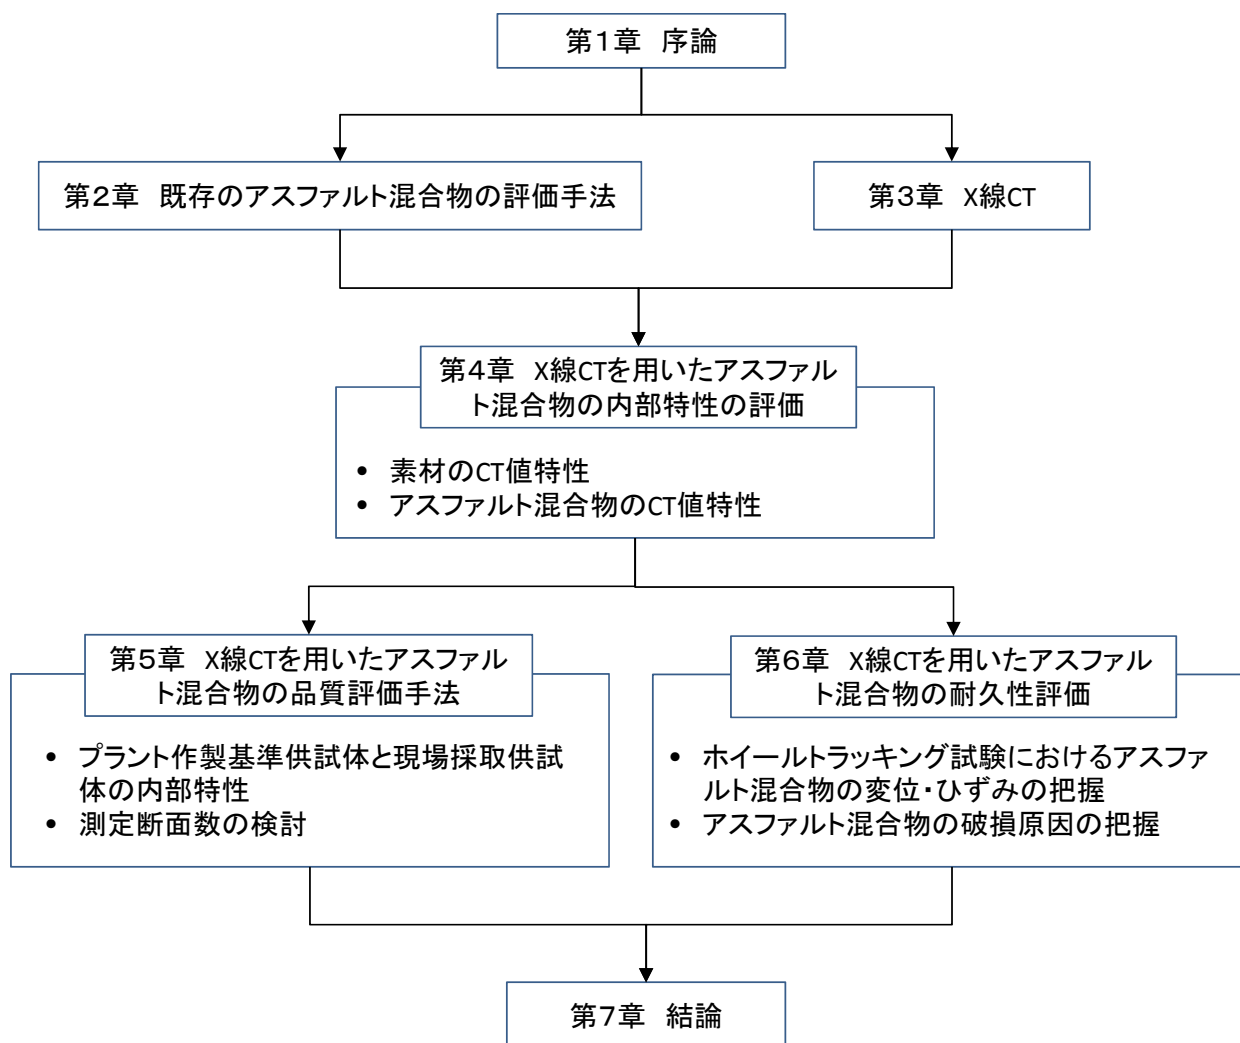 第１章　序論
第２章　既存のアスファルト混合物の評価手法
第３章　X線CT
第４章　X線CTを用いたアスファル
ト混合物の内部特性の評価
• 素材のCT値特性
• アスファルト混合物のCT値特性
第５章　X線CTを用いたアスファル
ト混合物の品質評価手法
• プラント作製基準供試体と現場採取供試
体の内部特性
• 測定断面数の検討
第６章　X線CTを用いたアスファル
ト混合物の耐久性評価
• ホイールトラッキング試験におけるアスファ
ルト混合物の変位・ひずみの把握
• アスファルト混合物の破損原因の把握
第７章　結論